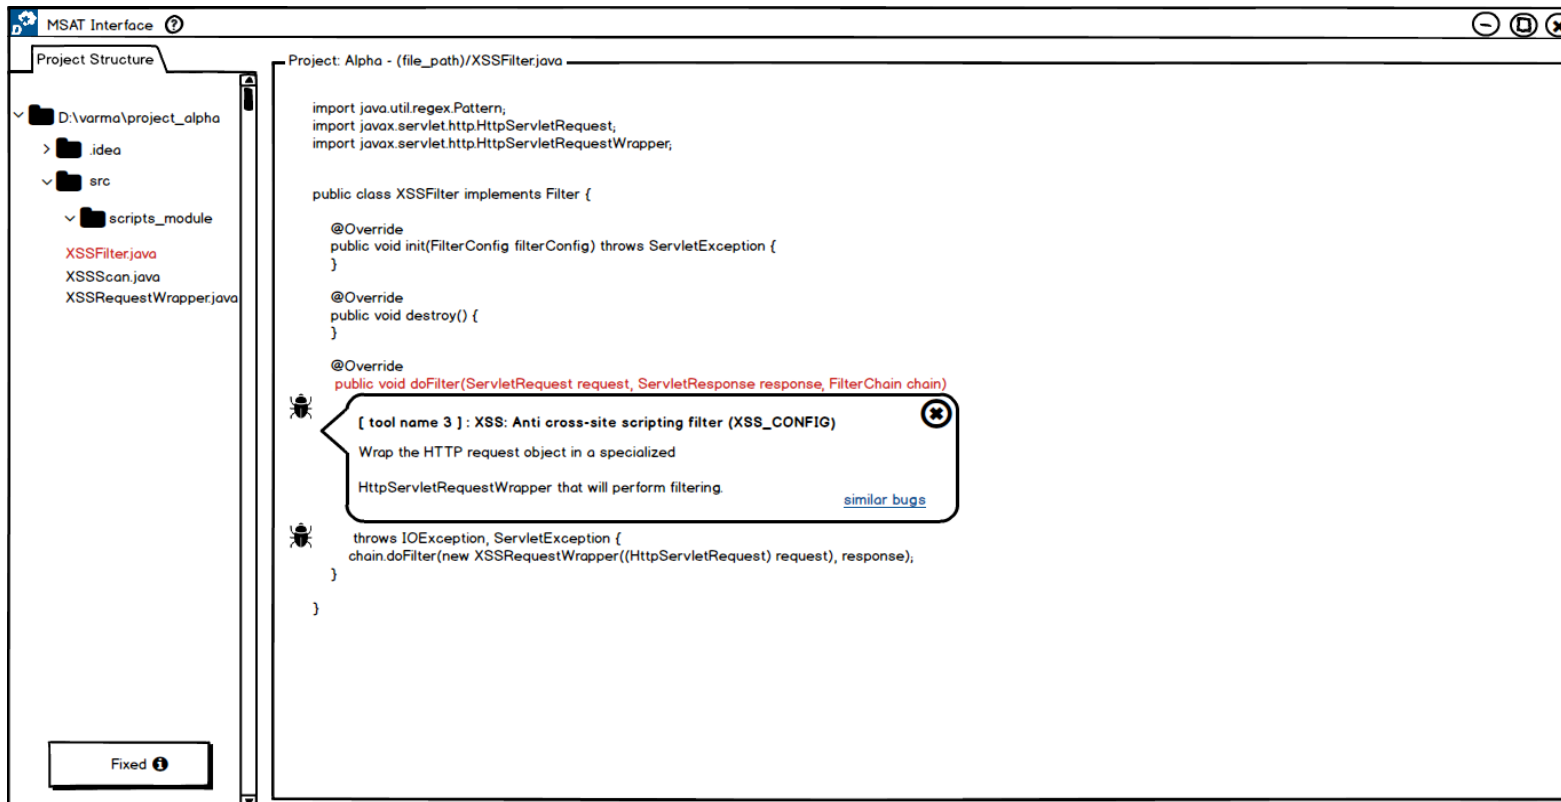 D
MSAT Interface ?
Project Structure
D:\varma\project_alpha
.idea
src
scripts_module
XSSFilter.java
XSSScan.java
XSSRequestWrapper.java
Fixed i
Project: Alpha - (file_path)/XSSFilter.java
import java.util.regex.Pattern;
import javax.servlet.http.HttpServletRequest;
import javax.servlet.http.HttpServletRequestWrapper;
public class XSSFilter implements Filter {
@Override
public void init(FilterConfig filterConfig) throws ServletException {
}
@Override
public void destroy() {
}
@Override
public void doFilter(ServletRequest request, ServletResponse response, FilterChain chain)
[ tool name 3 ] : XSS: Anti cross-site scripting filter (XSS_CONFIG)
Wrap the HTTP request object in a specialized
HttpServletRequestWrapper that will perform filtering.
similar bugs
throws IOException, ServletException {
chain.doFilter(new XSSRequestWrapper((HttpServletRequest) request), response);
}
}